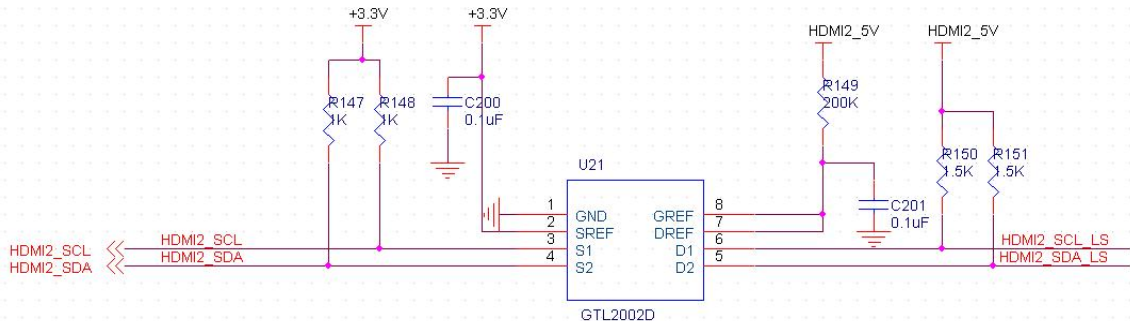 +3.3V
+3.3V
HDMI2_5V
HDMI2_5V
R147
1K
R148
1K
C200
0.1uF
R149
200K
R150
1.5K
R151
1.5K
C201
0.1uF
U21
1
GND
GREF
8
2
SREF
DREF
7
3
S1
D1
6
4
S2
D2
5
HDMI2_SCL
HDMI2_SCL
HDMI2_SCL_LS
HDMI2_SDA
HDMI2_SDA
HDMI2_SDA_LS
GTL2002D